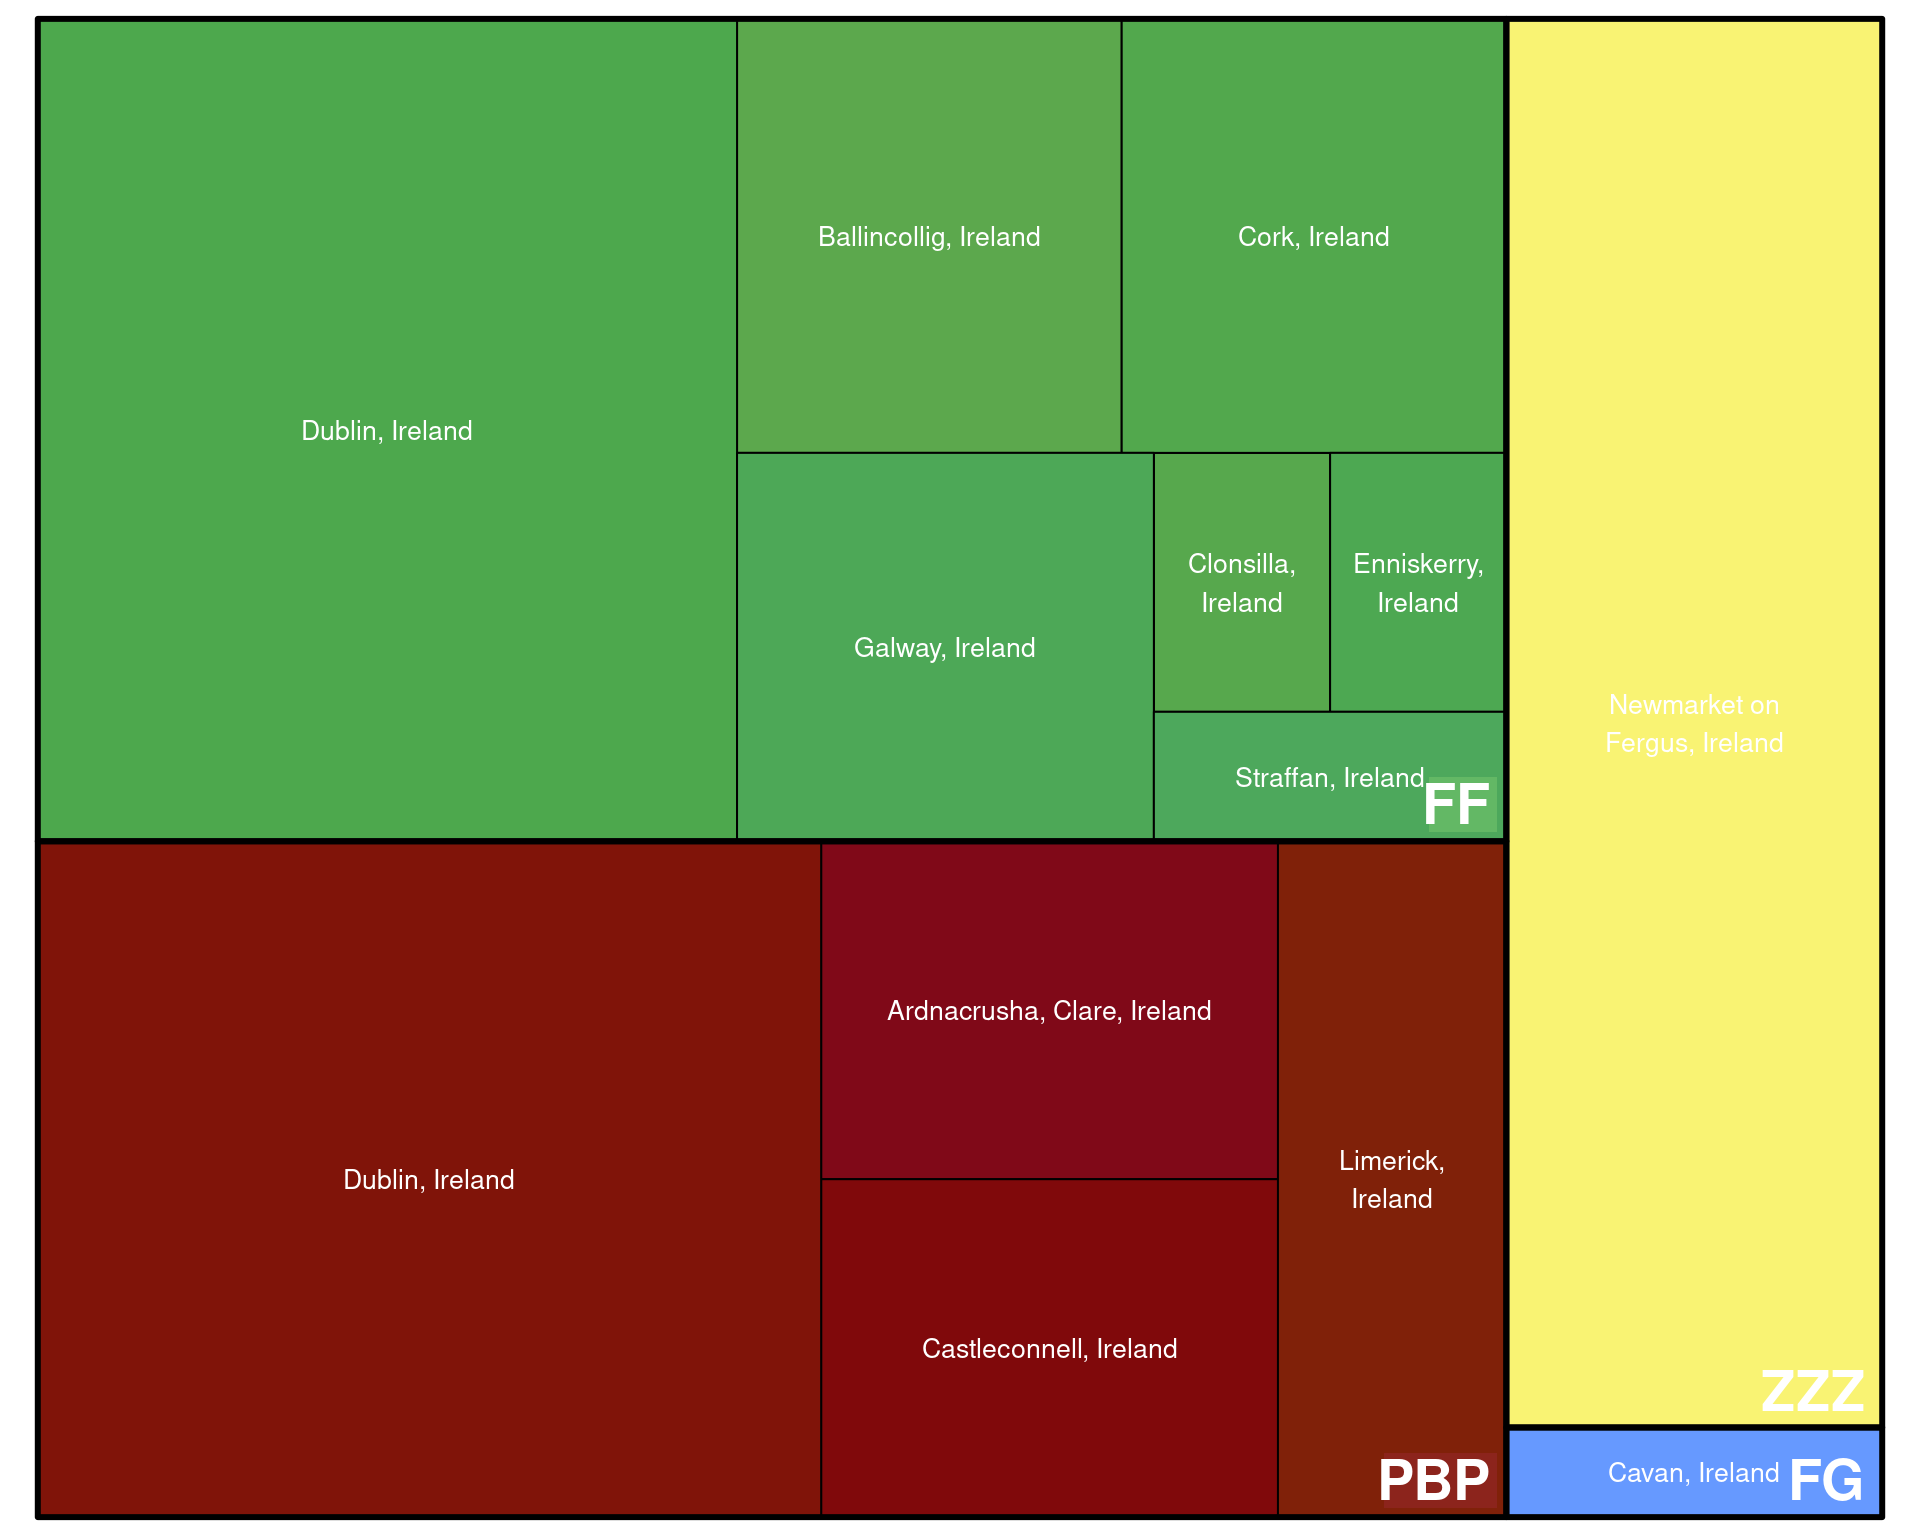 Dublin, Ireland
Ballincollig, Ireland
Cork, Ireland
Galway, Ireland
Clonsilla,
Ireland
Enniskerry,
Ireland
Straffan, Ireland
FF
Newmarket on
Fergus, Ireland
ZZZ
Dublin, Ireland
Ardnacrusha, Clare, Ireland
Castleconnell, Ireland
Limerick,
Ireland
PBP
Cavan, Ireland
FG